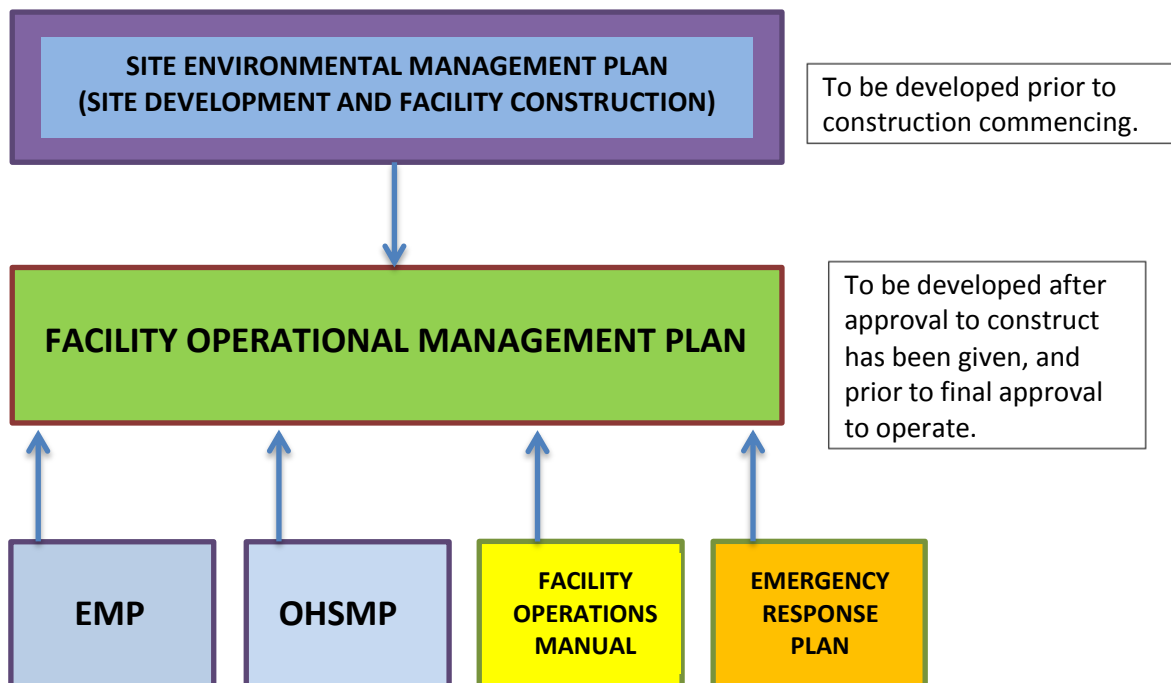 SITE ENVIRONMENTAL MANAGEMENT PLAN
(SITE DEVELOPMENT AND FACILITY CONSTRUCTION)
To be developed prior to
construction commencing.
FACILITY OPERATIONAL MANAGEMENT PLAN
To be developed after
approval to construct
has been given, and
prior to final approval
to operate.
EMP
OHSMP
FACILITY
OPERATIONS
MANUAL
EMERGENCY
RESPONSE
PLAN